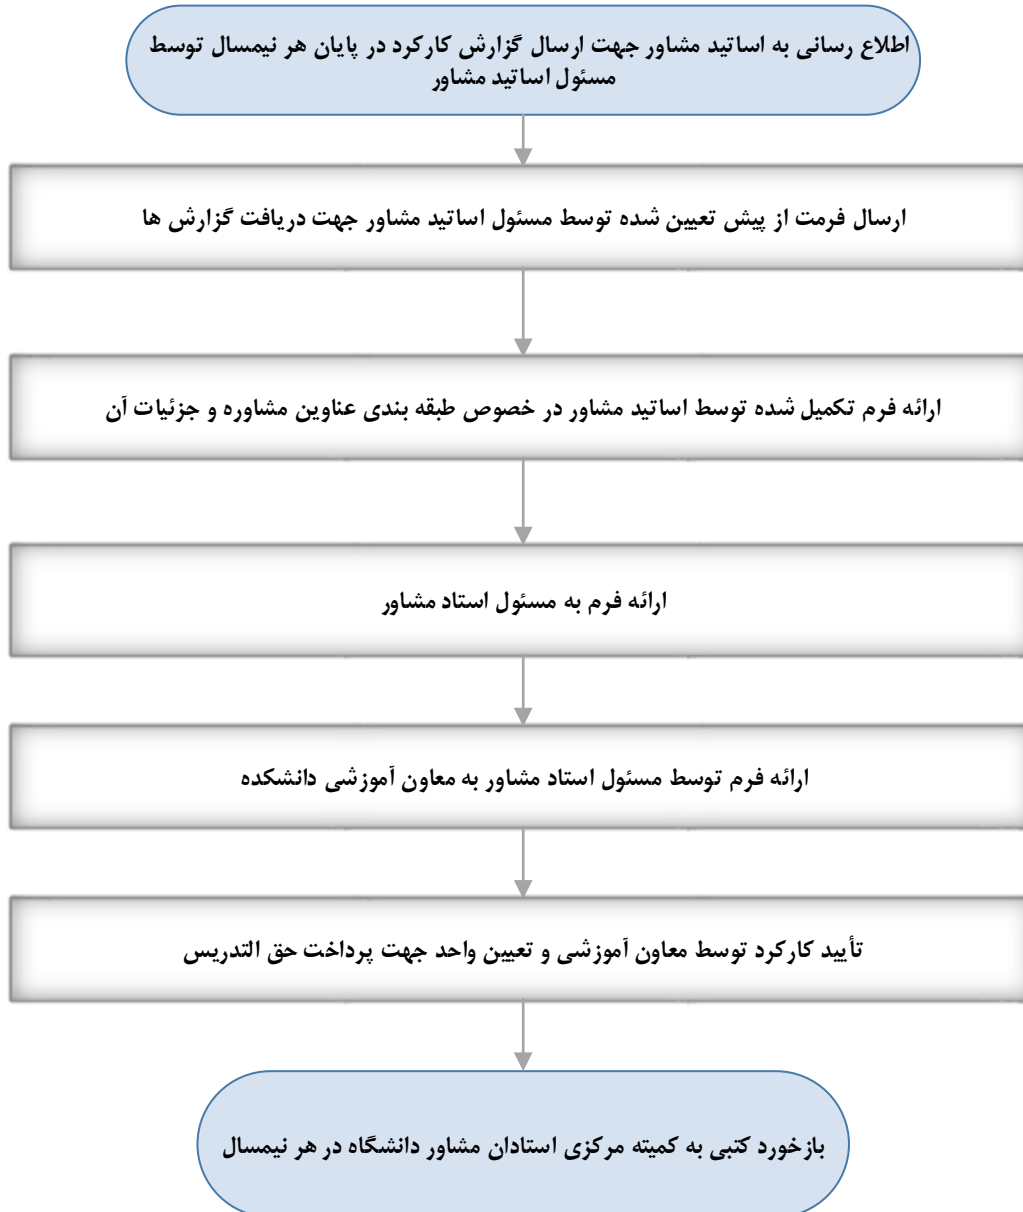 اطلاع رسانی به اساتید مشاور جهت ارسال گزارش کارکرد در پایان هر نیمسال توسط
مسئول اساتید مشاور
ارسال فرمت از پیش تعیین شده توسط مسئول اساتید مشاور جهت دریافت گزارش ها
ارائه فرم تکمیل شده توسط اساتید مشاور در خصوص طبقه بندی عناوین مشاوره و جزئیات آن
ارائه فرم به مسئول استاد مشاور
ارائه فرم توسط مسئول استاد مشاور به معاون آموزشی دانشکده
تأیید کارکرد توسط معاون آموزشی و تعیین واحد جهت پرداخت حق التدریس
بازخورد کتبی به کمیته مرکزی استادان مشاور دانشگاه در هر نیمسال